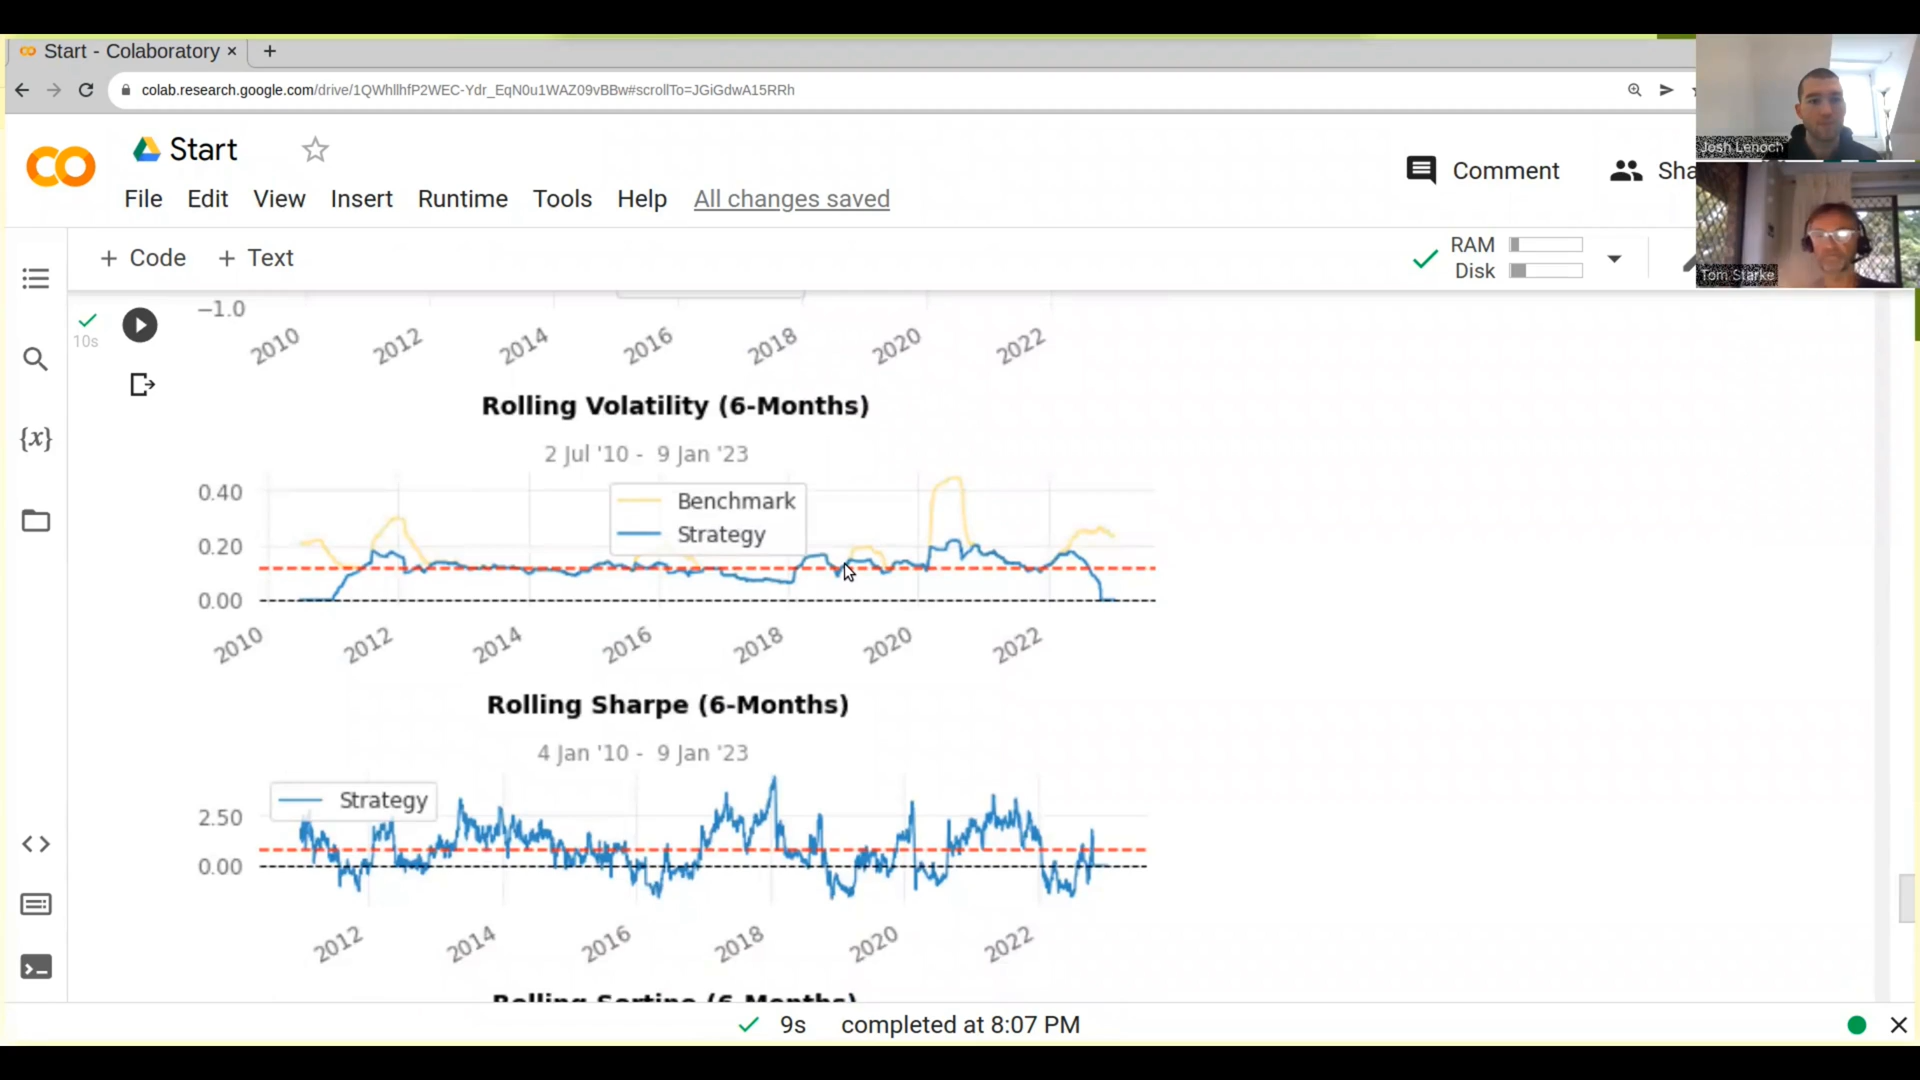 Start - Colaboratory
colab.research.google.com/drive/1QWhllhfP2WEC-Ydr_EqN0u1WAZ09vBBw#scrollTo=JGiGdwA15RRh
Start
Comment
File Edit View Insert Runtime Tools Help All changes saved
Josh Lenoch
+ Code + Text
RAM
Disk
Tom Starke
10s
−1.0
2010 2012 2014 2016 2018 2020 2022
Rolling Volatility (6-Months)
2 Jul '10 - 9 Jan '23
0.40
0.20
0.00
Benchmark
Strategy
2010 2012 2014 2016 2018 2020 2022
Rolling Sharpe (6-Months)
4 Jan '10 - 9 Jan '23
Strategy
2.50
0.00
2012 2014 2016 2018 2020 2022
Rolling Sortino (6-Months)
9s completed at 8:07 PM